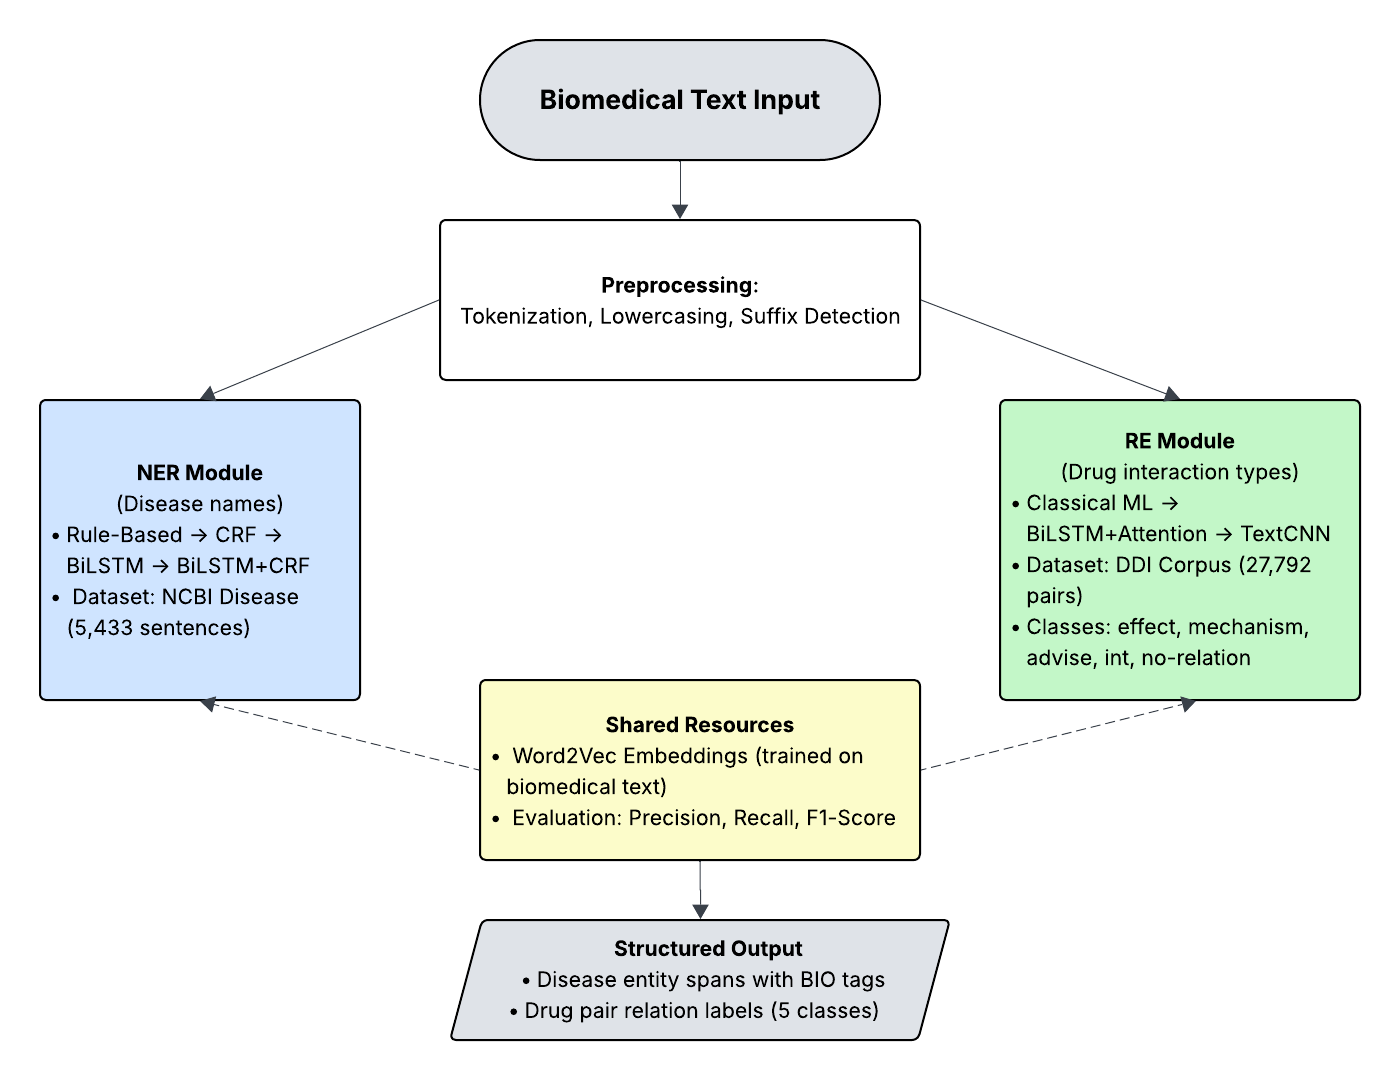 Biomedical Text Input
Preprocessing:
Tokenization, Lowercasing, Suffix Detection
NER Module
(Disease names)
• Rule-Based → CRF →
BiLSTM → BiLSTM+CRF
• Dataset: NCBI Disease
(5,433 sentences)
RE Module
(Drug interaction types)
• Classical ML →
BiLSTM+Attention → TextCNN
• Dataset: DDI Corpus (27,792
pairs)
• Classes: effect, mechanism,
advise, int, no-relation
Shared Resources
• Word2Vec Embeddings (trained on
biomedical text)
• Evaluation: Precision, Recall, F1-Score
Structured Output
• Disease entity spans with BIO tags
• Drug pair relation labels (5 classes)